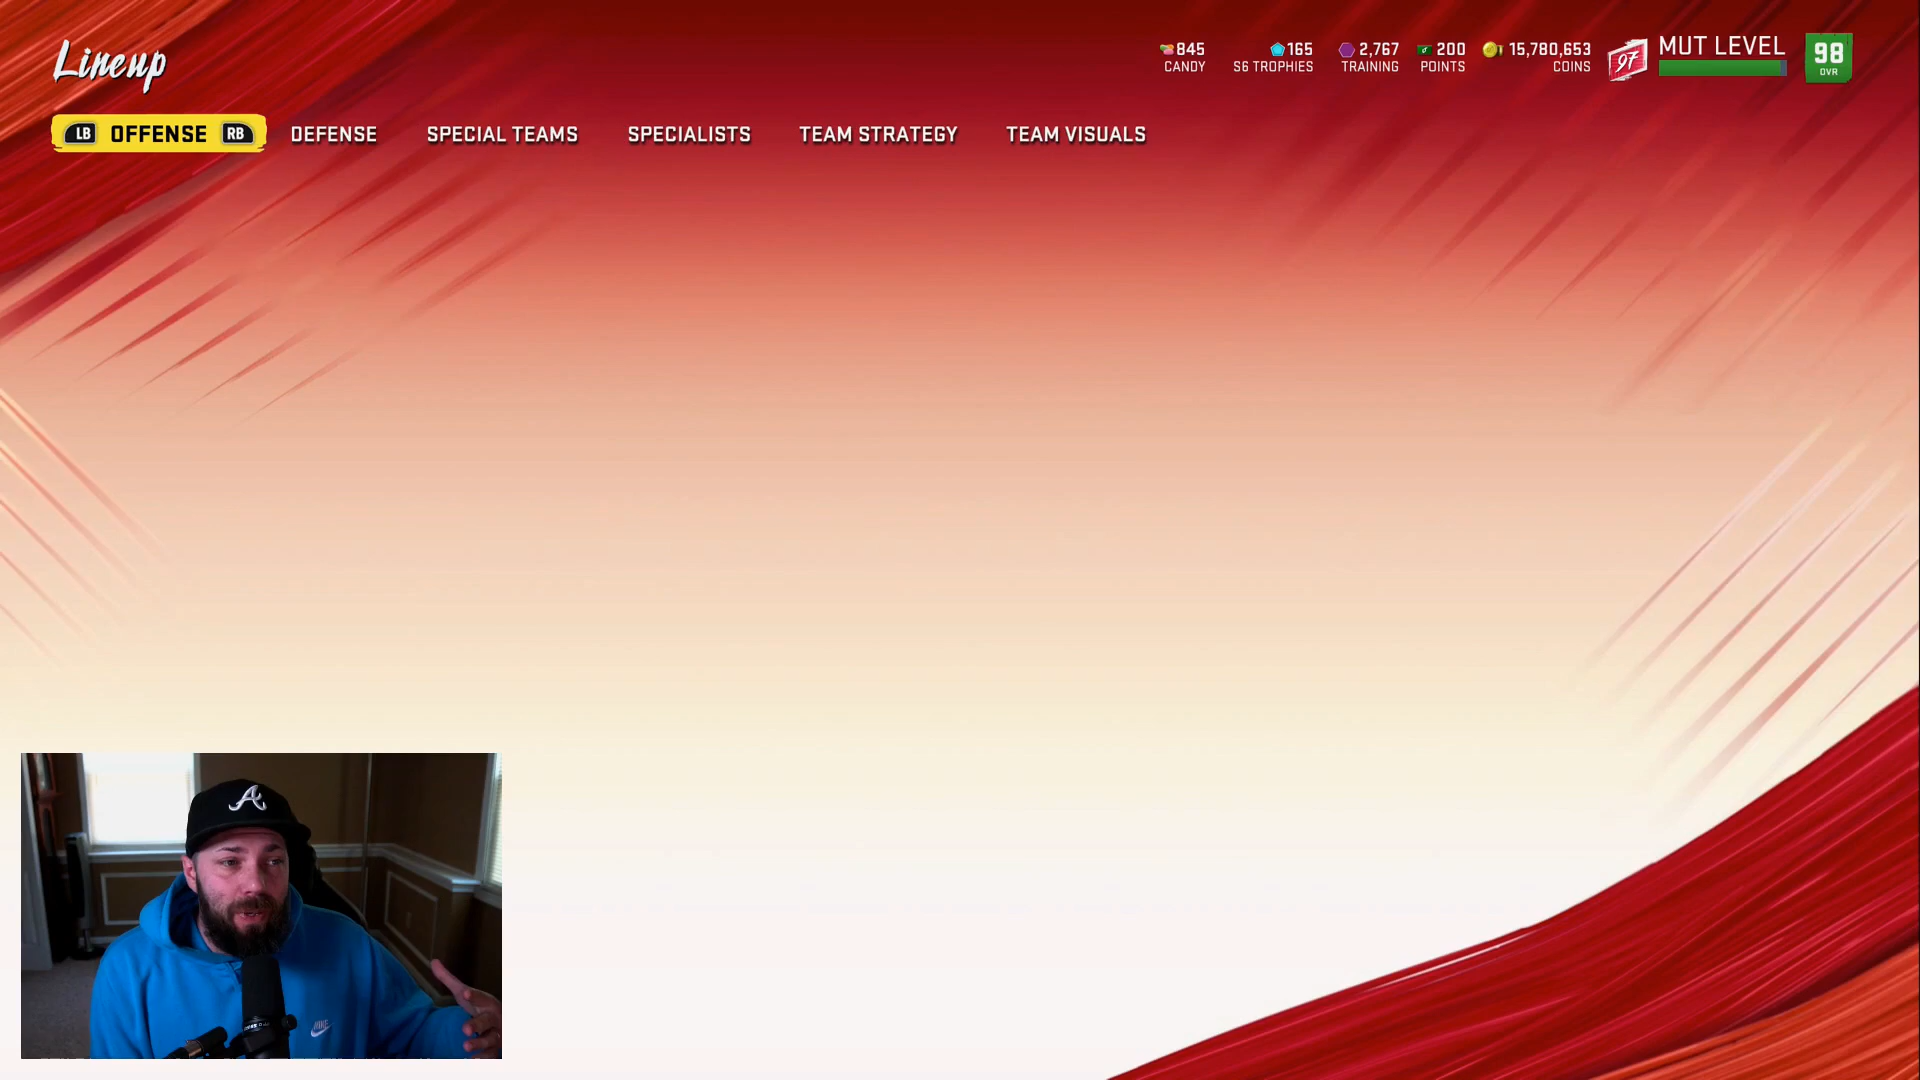 Lineup
845
CANDY
165
S6 TROPHIES
2,767
TRAINING
200
POINTS
15,780,653
COINS
97
MUT LEVEL
98
OVR
LB OFFENSE RB DEFENSE SPECIAL TEAMS SPECIALISTS TEAM STRATEGY TEAM VISUALS
A
NIKE